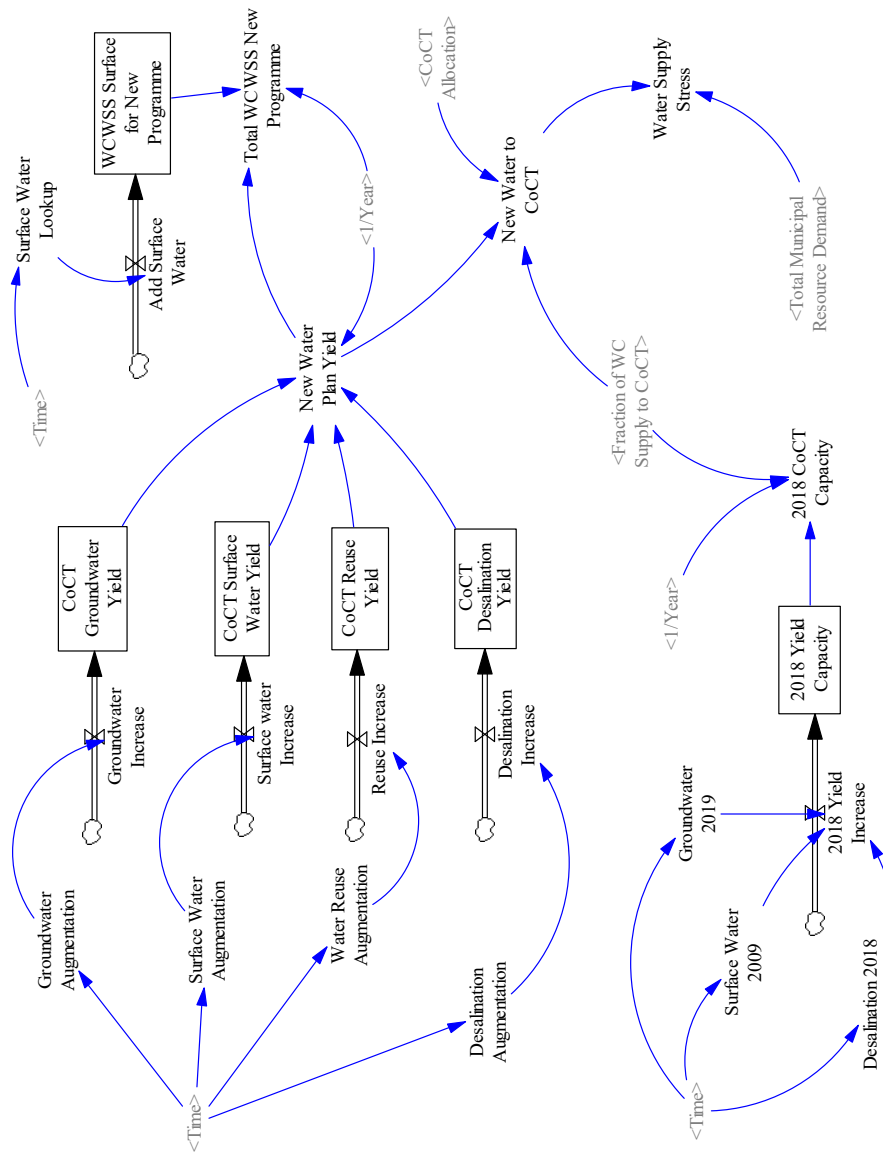 <Time>
Groundwater
Augmentation
Groundwater
Increase
CoCT
Groundwater
Yield
Surface Water
Augmentation
Surface water
Increase
CoCT Surface
Water Yield
Water Reuse
Augmentation
Reuse Increase
CoCT Reuse
Yield
Desalination
Augmentation
Desalination
Increase
CoCT
Desalination
Yield
<Time>
Surface Water
Lookup
Add Surface
Water
WCWSS Surface
for New
Programme
New Water
Plan Yield
Total WCWSS New
Programme
<1/Year>
<CoCT
Allocation>
New Water to
CoCT
Water Supply
Stress
<Fraction of WC
Supply to CoCT>
<Total Municipal
Resource Demand>
<Time>
Groundwater
2019
Surface Water
2009
Desalination 2018
2018 Yield
Increase
2018 Yield
Capacity
<1/Year>
2018 CoCT
Capacity